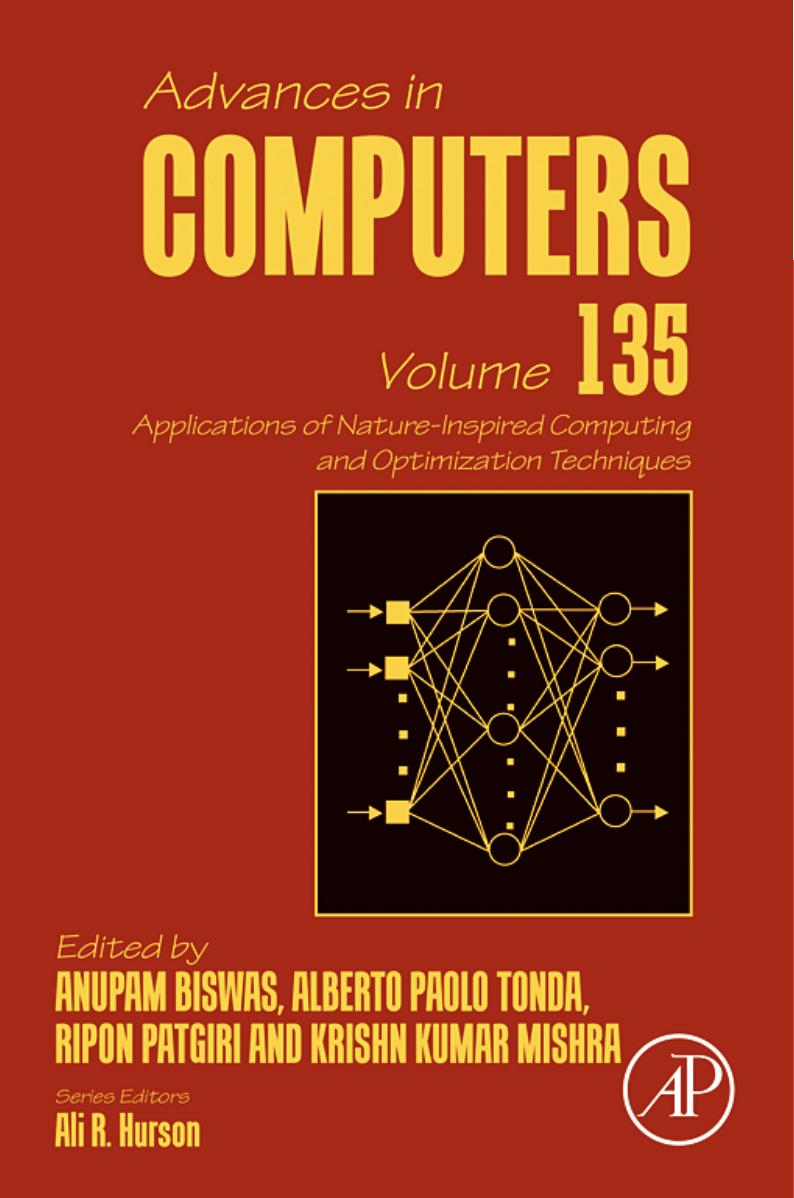 Advances in
COMPUTERS
Volume 135
Applications of Nature-Inspired Computing
and Optimization Techniques
Edited by
ANUPAM BISWAS, ALBERTO PAOLO TONDA,
RIPON PATGIRI AND KRISHN KUMAR MISHRA
Series Editors
Ali R. Hurson
AP